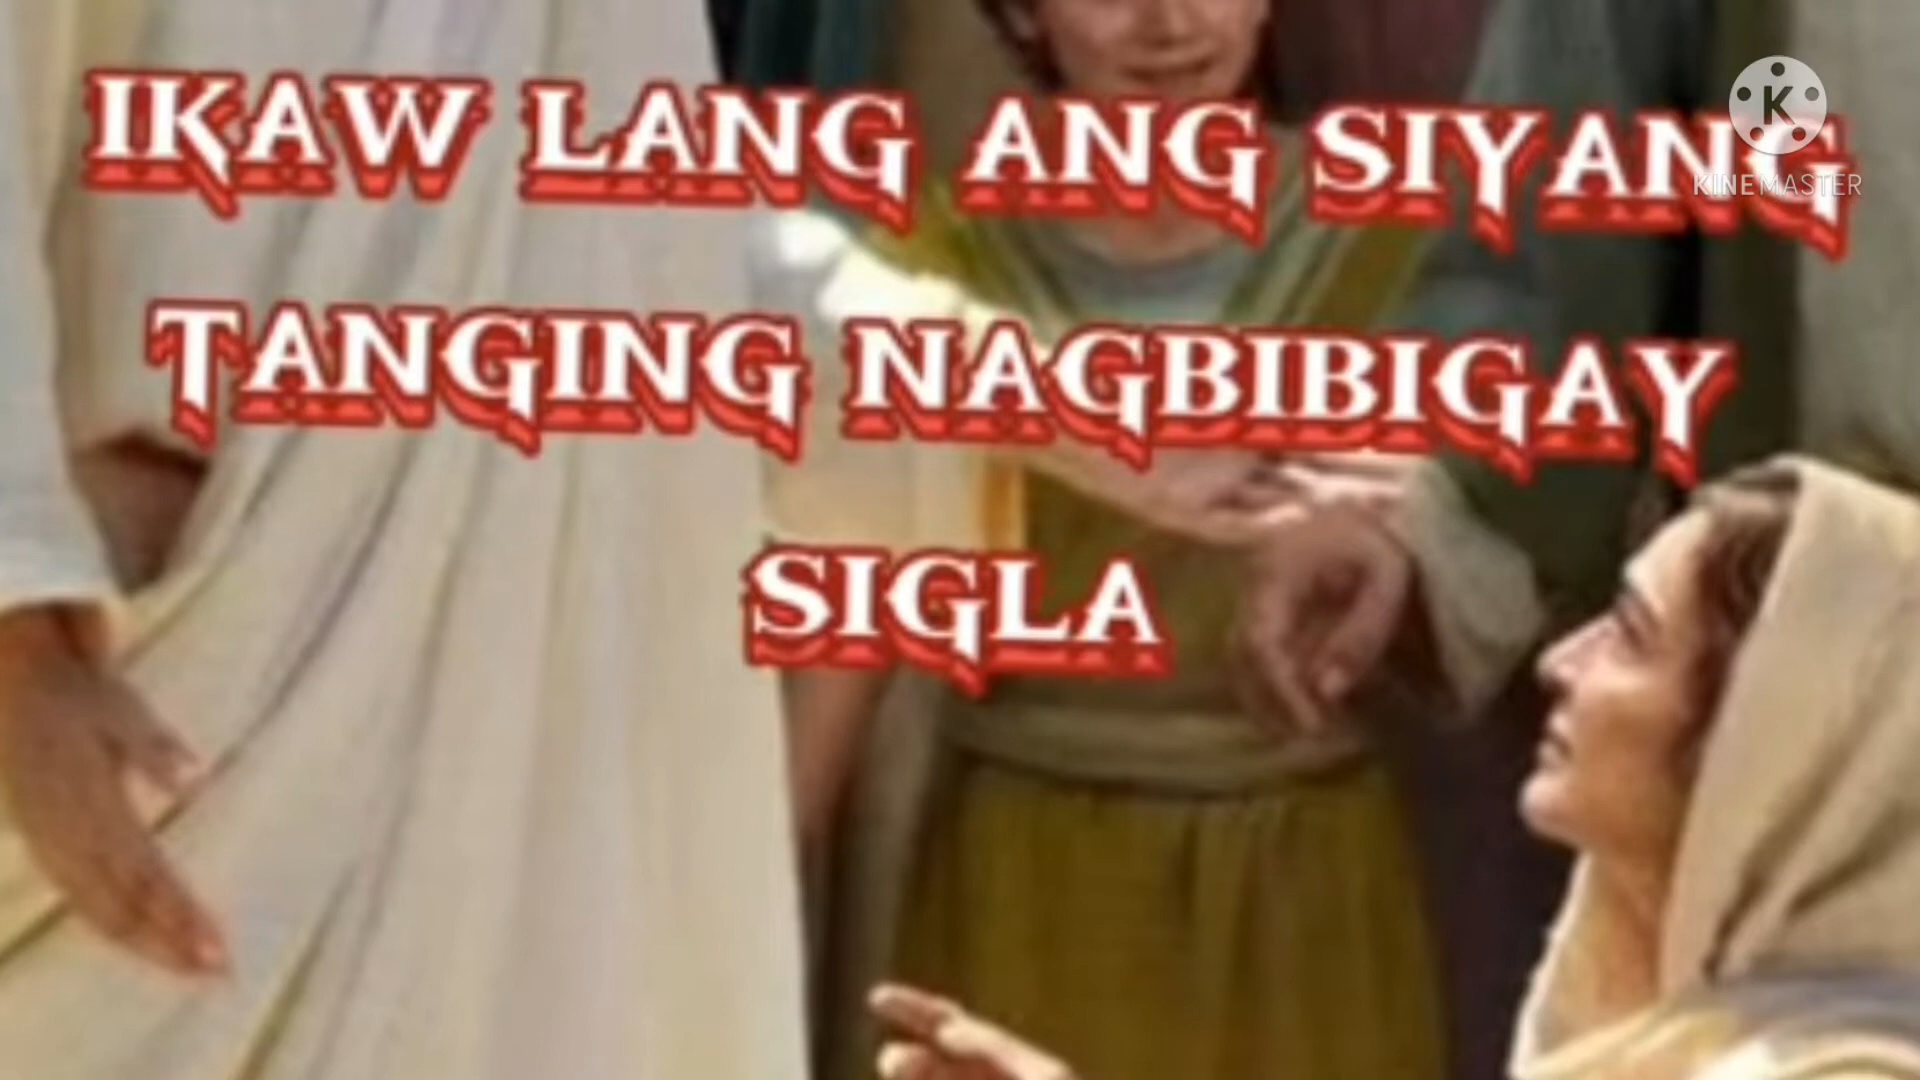 IKAW LANG ANG SIYANG
TANGING NAGBIBIGAY
SIGLA
K
KINEMASTER